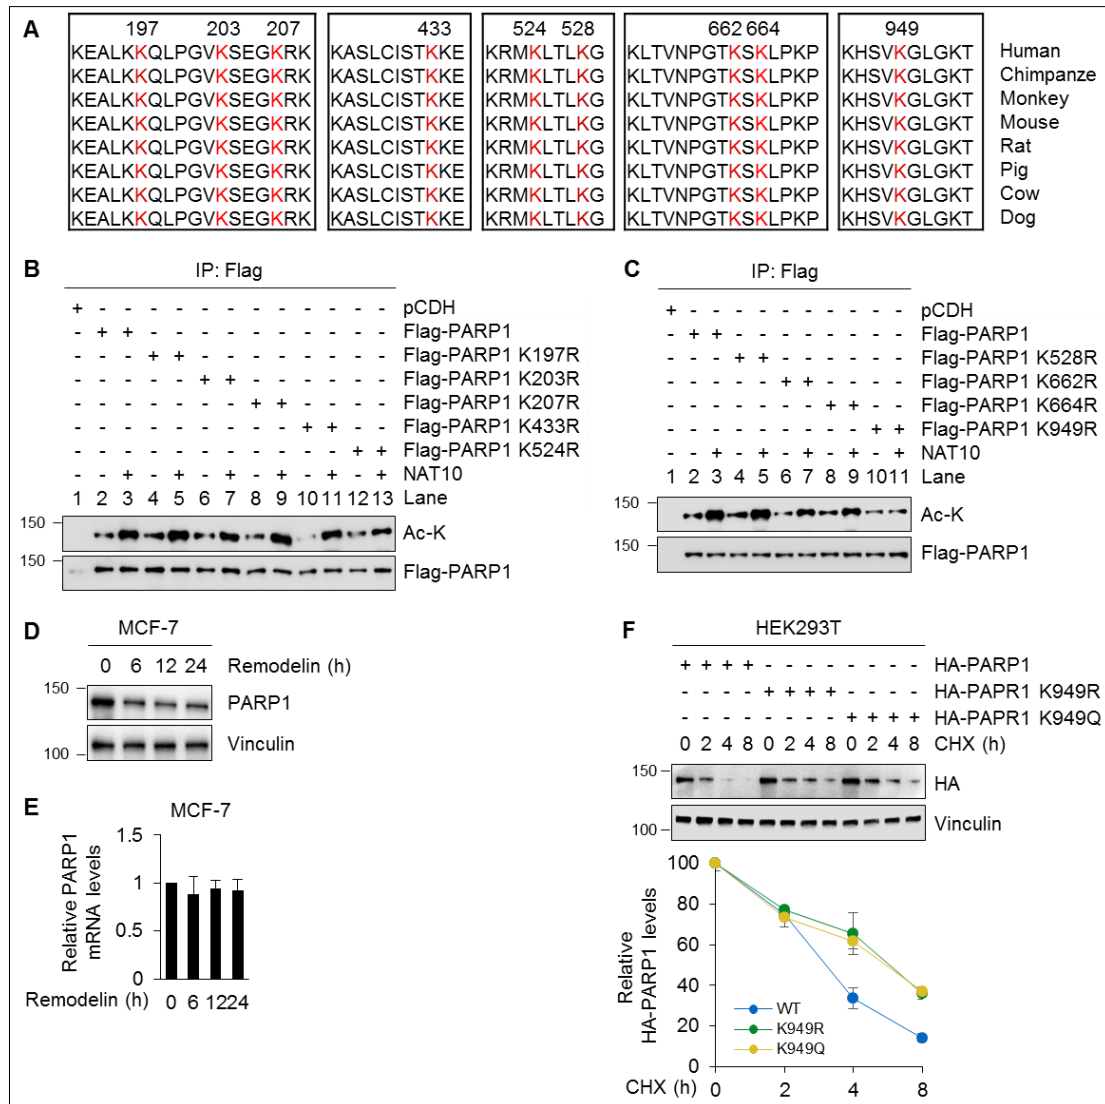 A
197 203 207 433 524 528 662 664 949
KEALKKQLPGVKSEGKRK KASLCISTKKE KRMKLTLKG KLTVNPGTKSKLPKP KHSVKGLGKT Human
KEALKKQLPGVKSEGKRK KASLCISTKKE KRMKLTLKG KLTVNPGTKSKLPKP KHSVKGLGKT Chimpanze
KEALKKQLPGVKSEGKRK KASLCISTKKE KRMKLTLKG KLTVNPGTKSKLPKP KHSVKGLGKT Monkey
KEALKKQLPGVKSEGKRK KASLCISTKKE KRMKLTLKG KLTVNPGTKSKLPKP KHSVKGLGKT Mouse
KEALKKQLPGVKSEGKRK KASLCISTKKE KRMKLTLKG KLTVNPGTKSKLPKP KHSVKGLGKT Rat
KEALKKQLPGVKSEGKRK KASLCISTKKE KRMKLTLKG KLTVNPGTKSKLPKP KHSVKGLGKT Pig
KEALKKQLPGVKSEGKRK KASLCISTKKE KRMKLTLKG KLTVNPGTKSKLPKP KHSVKGLGKT Cow
KEALKKQLPGVKSEGKRK KASLCISTKKE KRMKLTLKG KLTVNPGTKSKLPKP KHSVKGLGKT Dog
B
IP: Flag
+ - - - - - - - - - - - - pCDH
- + + - - - - - - - - - - Flag-PARP1
- - - + + - - - - - - - - Flag-PARP1 K197R
- - - - - + + - - - - - - Flag-PARP1 K203R
- - - - - - - + + - - - - Flag-PARP1 K207R
- - - - - - - - - + + - - Flag-PARP1 K433R
- - - - - - - - - - - + + Flag-PARP1 K524R
- - + - + - + - + - + - + NAT10
1 2 3 4 5 6 7 8 9 10 11 12 13 Lane
150 Ac-K
150 Flag-PARP1
C
IP: Flag
+ - - - - - - - - - - pCDH
- + + - - - - - - - - Flag-PARP1
- - - + + - - - - - - Flag-PARP1 K528R
- - - - - + + - - - - Flag-PARP1 K662R
- - - - - - - + + - - Flag-PARP1 K664R
- - - - - - - - - + + Flag-PARP1 K949R
- - + - + - + - + - + NAT10
1 2 3 4 5 6 7 8 9 10 11 Lane
150 Ac-K
150 Flag-PARP1
D
MCF-7
0 6 12 24 Remodelin (h)
150 PARP1
100 Vinculin
E
MCF-7
Relative PARP1
mRNA levels
1.5
1
0.5
0
Remodelin (h) 0 6 12 24
F
HEK293T
+ + + + - - - - - - - - HA-PARP1
- - - - + + + + - - - - HA-PAPR1 K949R
- - - - - - - - + + + + HA-PAPR1 K949Q
0 2 4 8 0 2 4 8 0 2 4 8 CHX (h)
150 HA
100 Vinculin
Relative
HA-PARP1 levels
100
80
60
40
20
0
WT
K949R
K949Q
CHX (h) 0 2 4 8